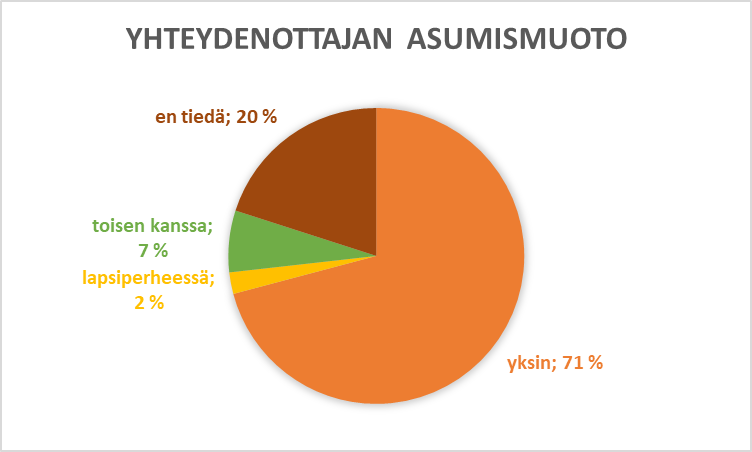 YHTEYDENOTTAJAN ASUMISMUOTO
en tiedä; 20 %
toisen kanssa;
7 %
lapsiperheessä;
2 %
yksin; 71 %